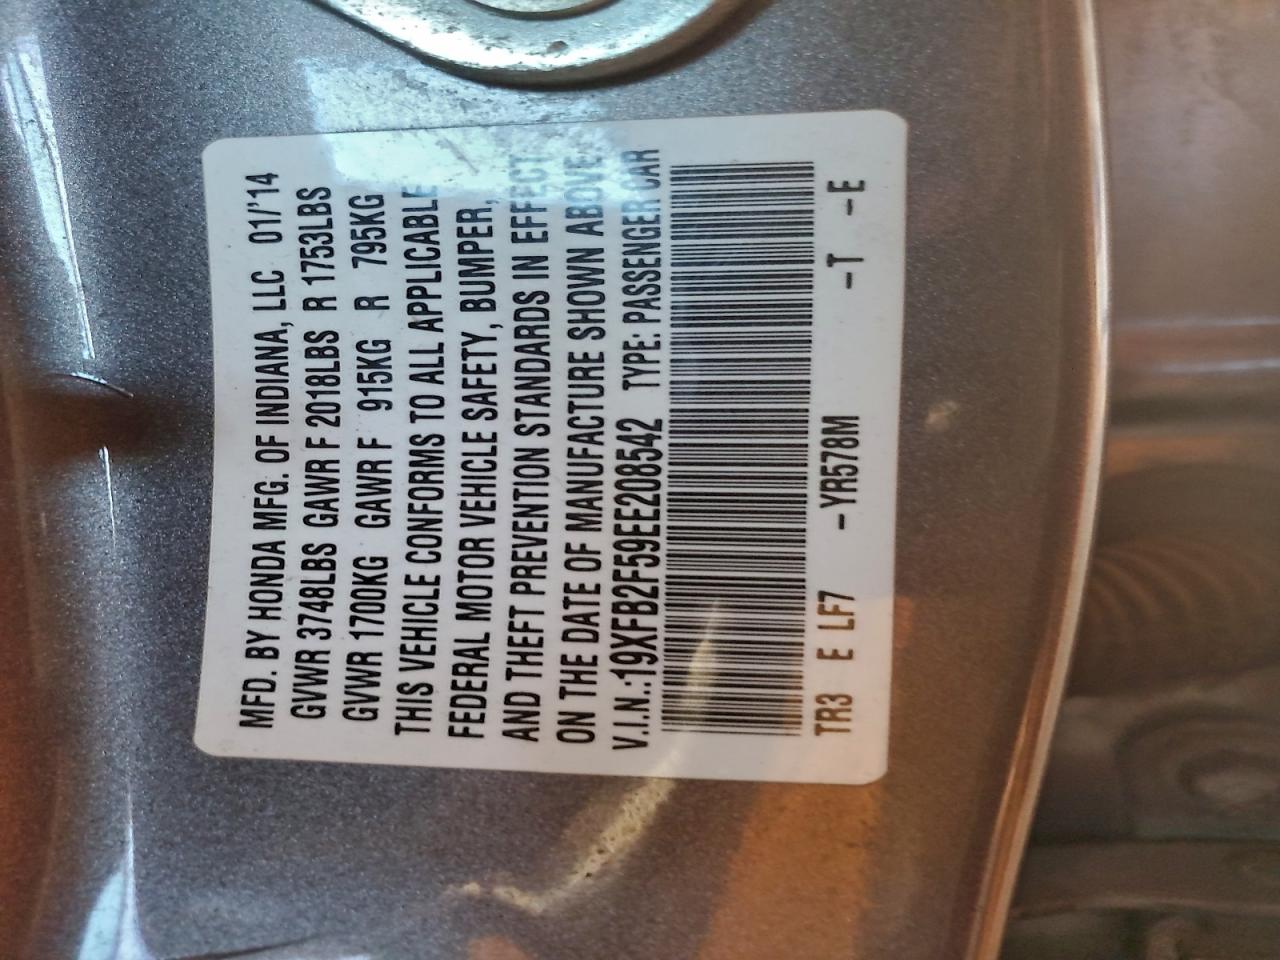 MFD. BY HONDA MFG. OF INDIANA, LLC 01/'14
GVWR 3748LBS GAWR F 2018LBS R 1753LBS
GVWR 1700KG GAWR F 915KG R 795KG
THIS VEHICLE CONFORMS TO ALL APPLICABLE
FEDERAL MOTOR VEHICLE SAFETY, BUMPER,
AND THEFT PREVENTION STANDARDS IN EFFECT
ON THE DATE OF MANUFACTURE SHOWN ABOVE
V.I.N.:19XFB2F59EE208542 TYPE: PASSENGER CAR
TR3 E LF7 -YR578M -T -E